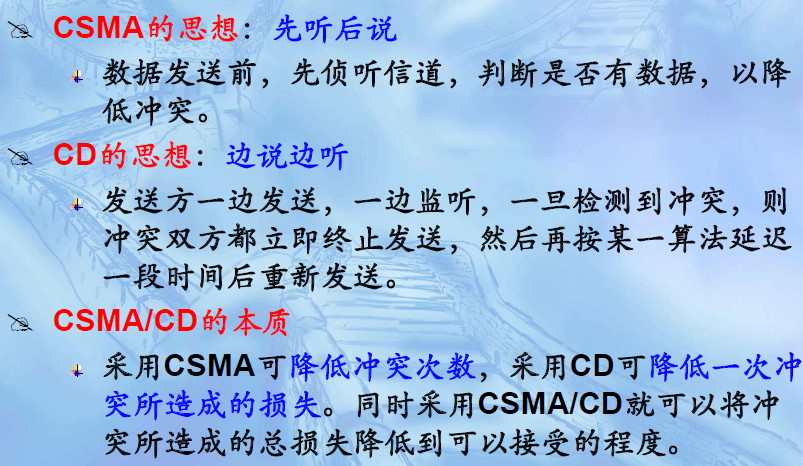 CSMA的思想：先听后说
数据发送前，先侦听信道，判断是否有数据，以降
低冲突。
CD的思想：边说边听
发送方一边发送，一边监听，一旦检测到冲突，则
冲突双方都立即终止发送，然后再按某一算法延迟
一段时间后重新发送。
CSMA/CD的本质
采用CSMA可降低冲突次数，采用CD可降低一次冲
突所造成的损失。同时采用CSMA/CD就可以将冲
突所造成的总损失降低到可以接受的程度。